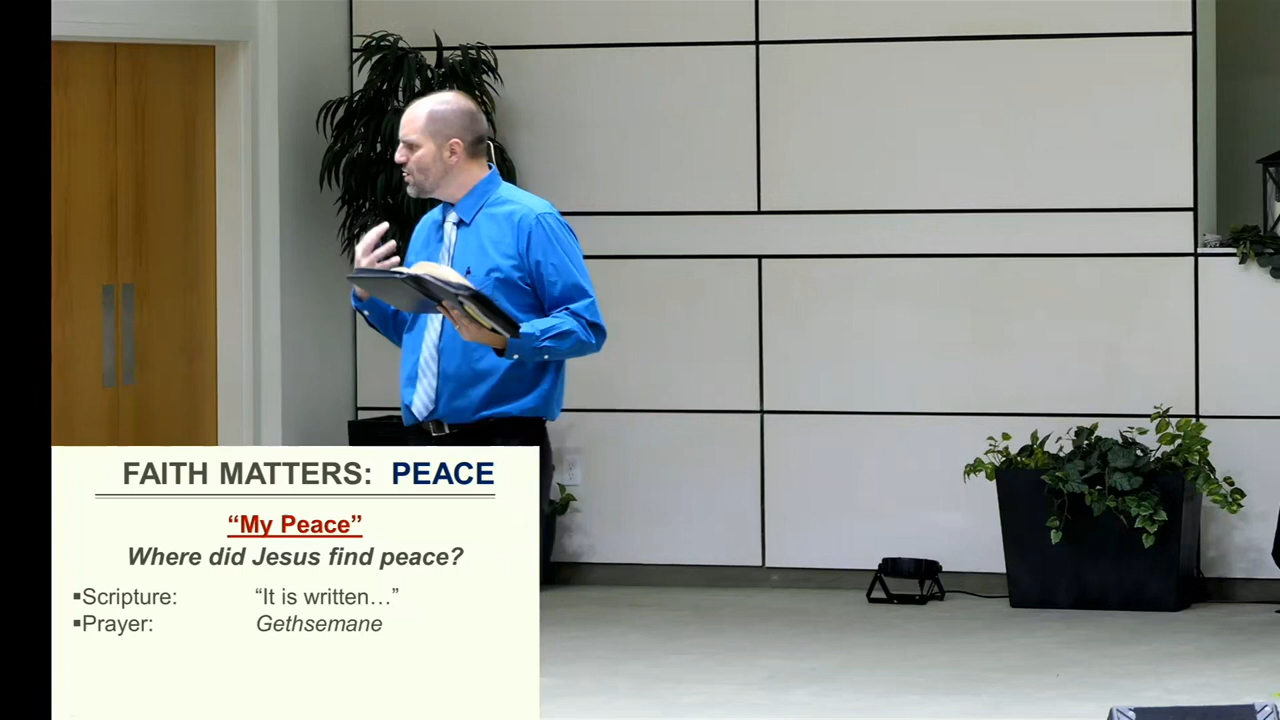 FAITH MATTERS: PEACE
“My Peace”
Where did Jesus find peace?
▪Scripture: “It is written…”
▪Prayer: Gethsemane